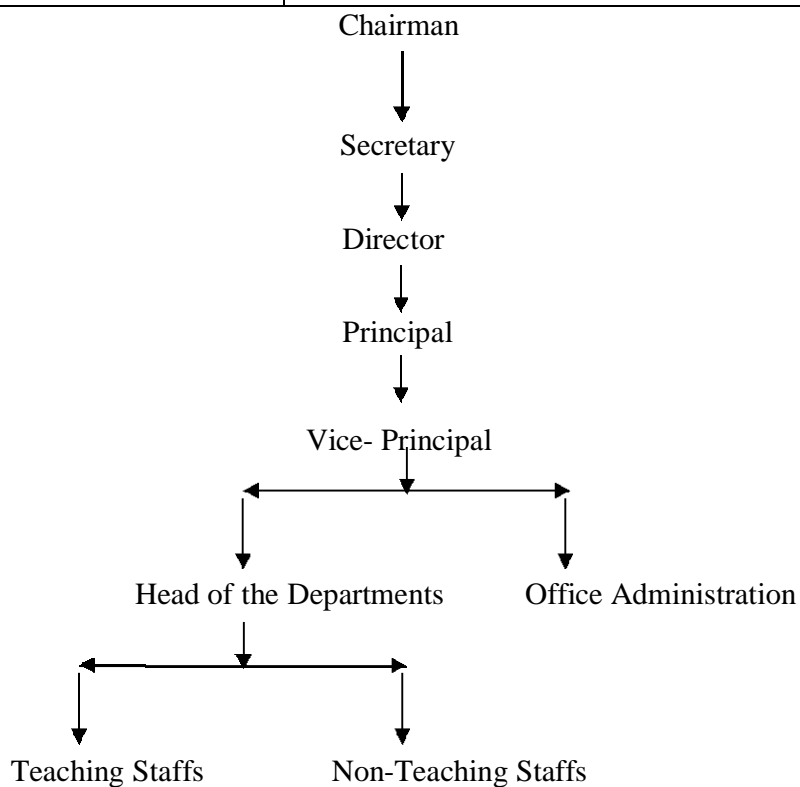 Chairman
Secretary
Director
Principal
Vice- Principal
Head of the Departments
Office Administration
Teaching Staffs
Non-Teaching Staffs